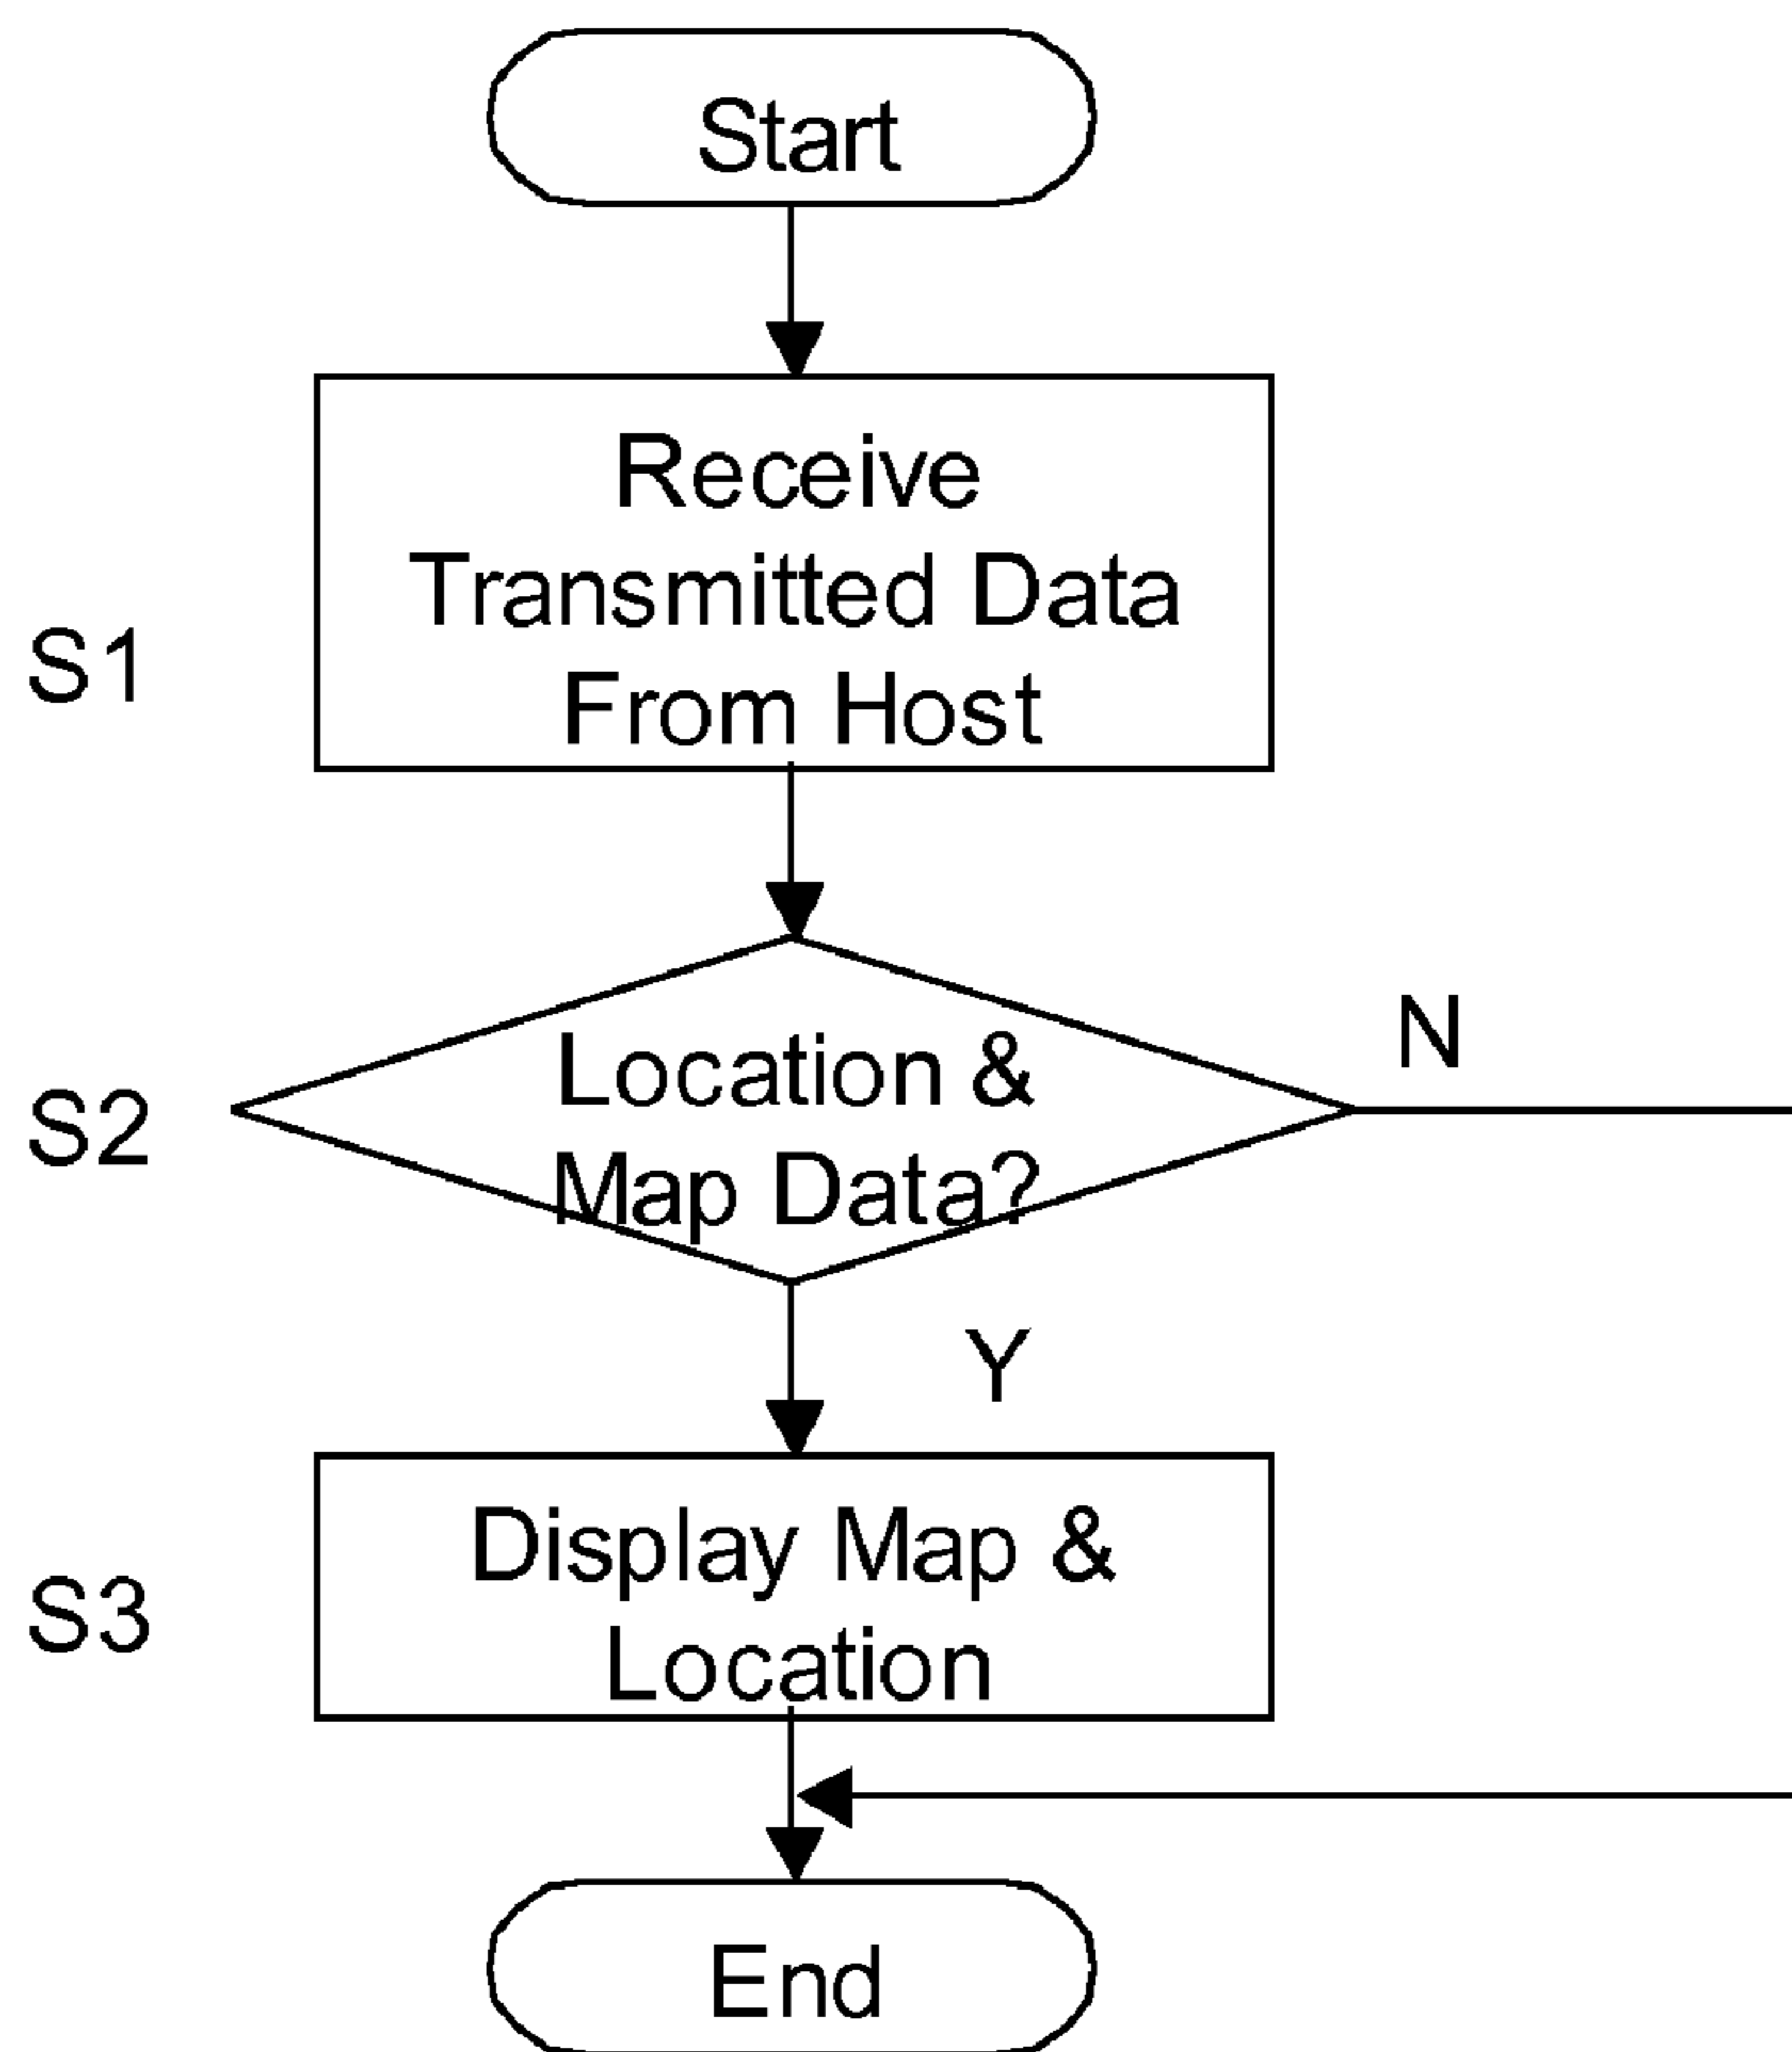 Start
Receive
Transmitted Data
From Host
S1
Location &
Map Data?
N
S2
Y
Display Map &
Location
S3
End